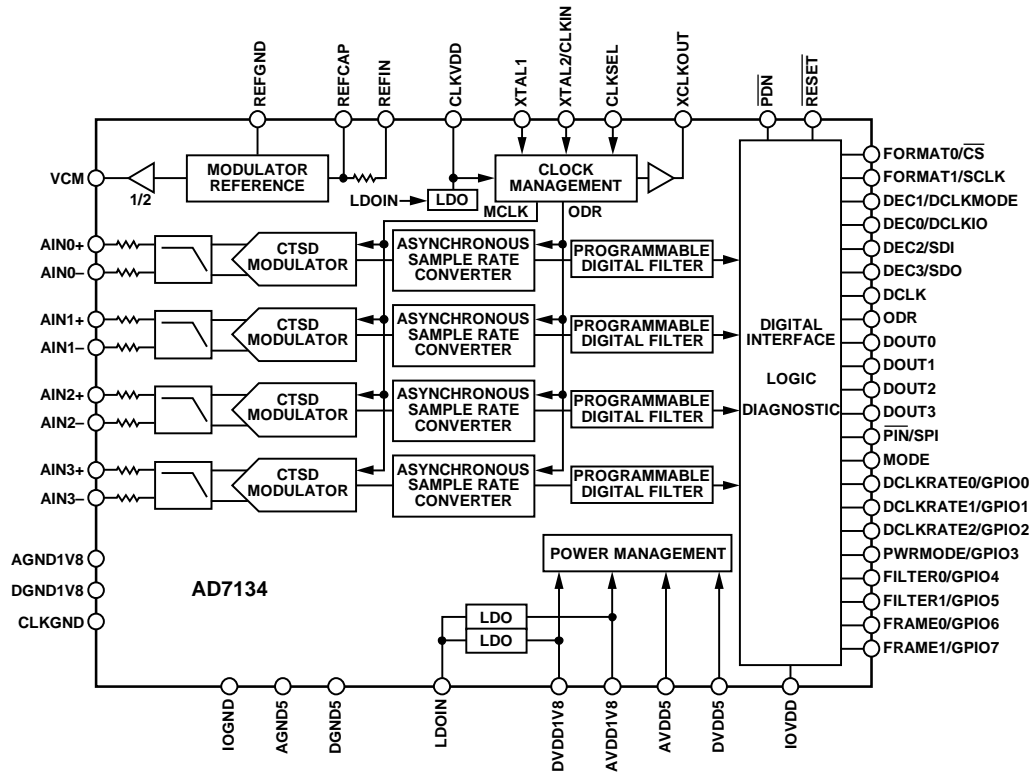 REFGND
REFCAP
REFIN
CLKVDD
XTAL1
XTAL2/CLKIN
CLKSEL
XCLKOUT
PDN
RESET
VCM
1/2
MODULATOR
REFERENCE
LDOIN
LDO
CLOCK
MANAGEMENT
MCLK
ODR
AIN0+
AIN0–
CTSD
MODULATOR
ASYNCHRONOUS
SAMPLE RATE
CONVERTER
PROGRAMMABLE
DIGITAL FILTER
AIN1+
AIN1–
CTSD
MODULATOR
ASYNCHRONOUS
SAMPLE RATE
CONVERTER
PROGRAMMABLE
DIGITAL FILTER
AIN2+
AIN2–
CTSD
MODULATOR
ASYNCHRONOUS
SAMPLE RATE
CONVERTER
PROGRAMMABLE
DIGITAL FILTER
AIN3+
AIN3–
CTSD
MODULATOR
ASYNCHRONOUS
SAMPLE RATE
CONVERTER
PROGRAMMABLE
DIGITAL FILTER
DIGITAL
INTERFACE
LOGIC
DIAGNOSTIC
FORMAT0/CS
FORMAT1/SCLK
DEC1/DCLKMODE
DEC0/DCLKIO
DEC2/SDI
DEC3/SDO
DCLK
ODR
DOUT0
DOUT1
DOUT2
DOUT3
PIN/SPI
MODE
DCLKRATE0/GPIO0
DCLKRATE1/GPIO1
DCLKRATE2/GPIO2
PWRMODE/GPIO3
FILTER0/GPIO4
FILTER1/GPIO5
FRAME0/GPIO6
FRAME1/GPIO7
AGND1V8
DGND1V8
CLKGND
AD7134
POWER MANAGEMENT
LDO
LDO
IOGND
AGND5
DGND5
LDOIN
DVDD1V8
AVDD1V8
AVDD5
DVDD5
IOVDD